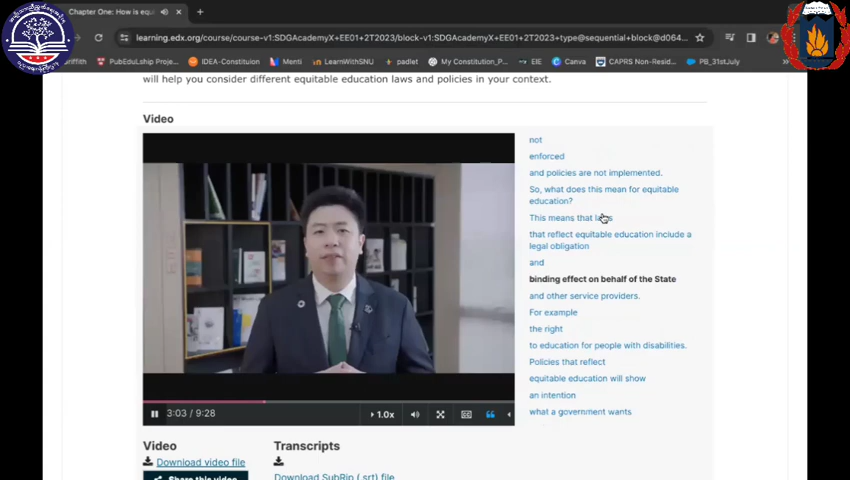 Chapter One: How is equ
learning.edx.org/course/course-v1:SDGAcademyX+EE01+2T2023/block-v1:SDGAcademyX+EE01+2T2023+type@sequential+block@d064...
riffith
PubEduLship Proje...
IDEA-Constituion
Menti
LearnWithSNU
padlet
My Constitution_P...
EIE
Canva
CAPRS Non-Resid...
PB_31stJuly
will help you consider different equitable education laws and policies in your context.
Video
not
enforced
and policies are not implemented.
So, what does this mean for equitable
education?
This means that laws
that reflect equitable education include a
legal obligation
and
binding effect on behalf of the State
and other service providers.
For example
the right
to education for people with disabilities.
Policies that reflect
equitable education will show
an intention
what a government wants
3:03 / 9:28
1.0x
Video
Download video file
Share this video
Transcripts
Download SubRip (.srt) file